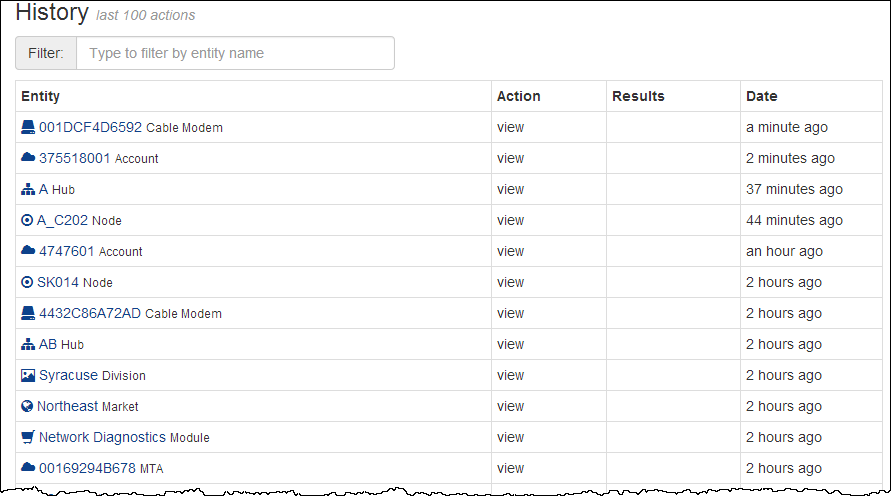 History last 100 actions
Filter: Type to filter by entity name
Entity Action Results Date
001DCF4D6592 Cable Modem view a minute ago
375518001 Account view 2 minutes ago
A Hub view 37 minutes ago
A_C202 Node view 44 minutes ago
4747601 Account view an hour ago
SK014 Node view 2 hours ago
4432C86A72AD Cable Modem view 2 hours ago
AB Hub view 2 hours ago
Syracuse Division view 2 hours ago
Northeast Market view 2 hours ago
Network Diagnostics Module view 2 hours ago
00169294B678 MTA view 2 hours ago